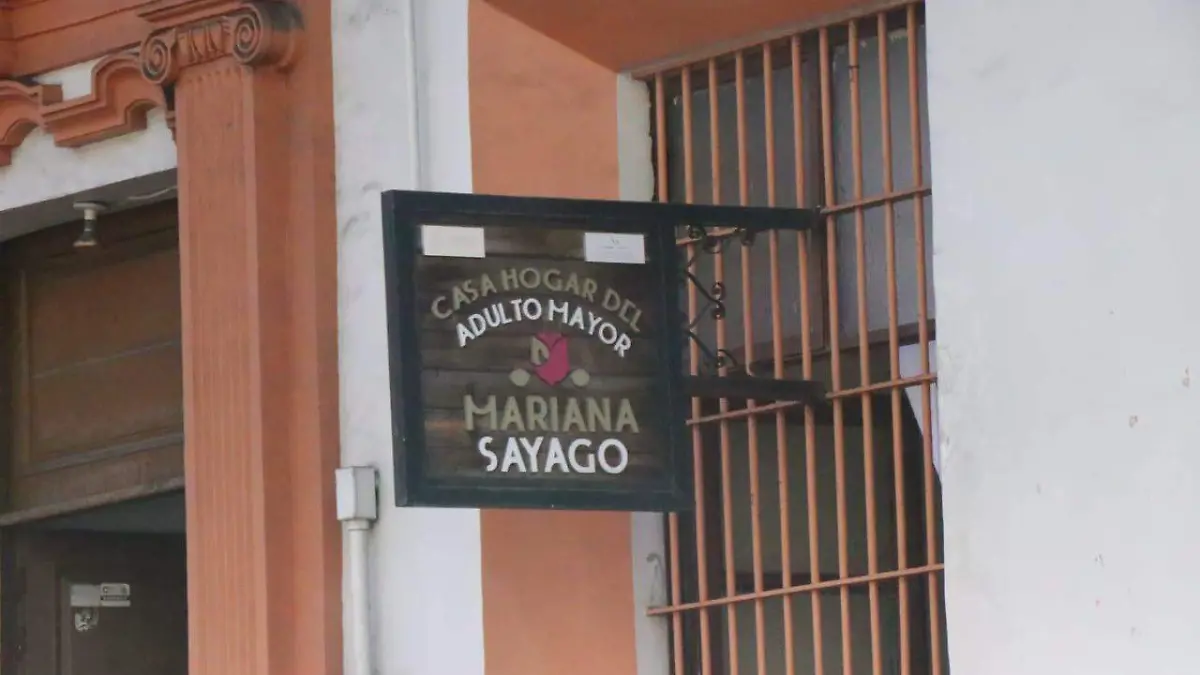 CASA HOGAR DEL
ADULTO MAYOR
MARIANA
SAYAGO